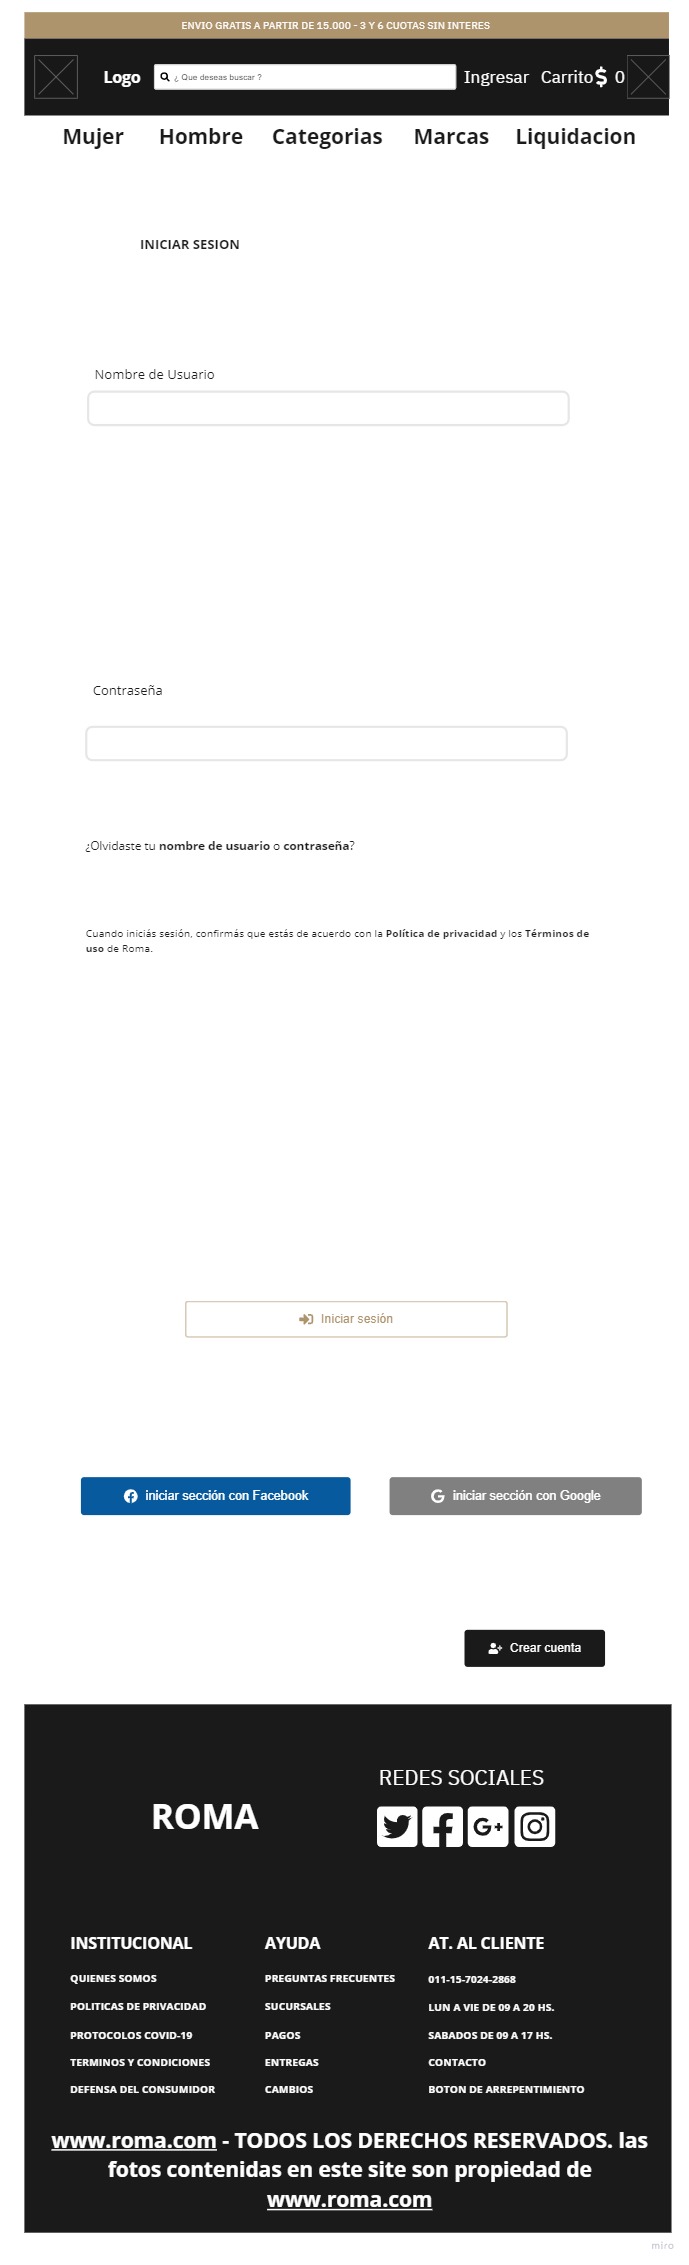 ENVIO GRATIS A PARTIR DE 15.000 - 3 Y 6 CUOTAS SIN INTERES
Logo
¿ Que deseas buscar ?
Ingresar
Carrito
$ 0
Mujer
Hombre
Categorias
Marcas
Liquidacion
INICIAR SESION
Nombre de Usuario
Contraseña
¿Olvidaste tu nombre de usuario o contraseña?
Cuando iniciás sesión, confirmás que estás de acuerdo con la Política de privacidad y los Términos de
uso de Roma.
Iniciar sesión
iniciar sección con Facebook
iniciar sección con Google
Crear cuenta
ROMA
REDES SOCIALES
INSTITUCIONAL
QUIENES SOMOS
POLITICAS DE PRIVACIDAD
PROTOCOLOS COVID-19
TERMINOS Y CONDICIONES
DEFENSA DEL CONSUMIDOR
AYUDA
PREGUNTAS FRECUENTES
SUCURSALES
PAGOS
ENTREGAS
CAMBIOS
AT. AL CLIENTE
011-15-7024-2868
LUN A VIE DE 09 A 20 HS.
SABADOS DE 09 A 17 HS.
CONTACTO
BOTON DE ARREPENTIMIENTO
www.roma.com - TODOS LOS DERECHOS RESERVADOS. las
fotos contenidas en este site son propiedad de
www.roma.com
miro